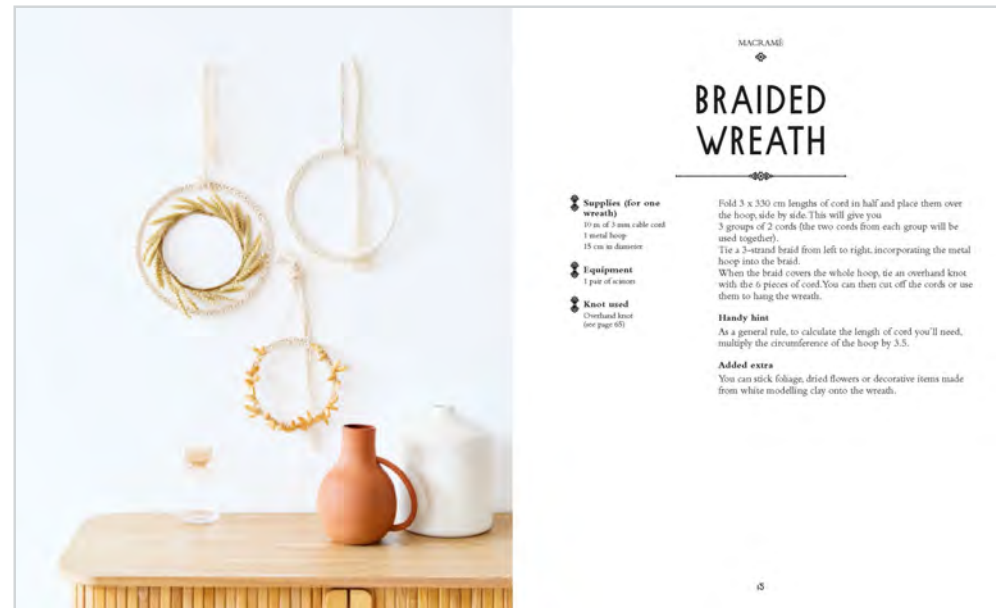 MACRAMÉ
BRAIDED
WREATH
Supplies (for one
wreath)
10 m of 3 mm cable cord
1 metal hoop
15 cm in diameter
Equipment
1 pair of scissors
Knot used
Overhand knot
(see page 65)
Fold 3 x 330 cm lengths of cord in half and place them over
the hoop, side by side. This will give you
3 groups of 2 cords (the two cords from each group will be
used together).
Tie a 3-strand braid from left to right, incorporating the metal
hoop into the braid.
When the braid covers the whole hoop, tie an overhand knot
with the 6 pieces of cord. You can then cut off the cords or use
them to hang the wreath.
Handy hint
As a general rule, to calculate the length of cord you'll need,
multiply the circumference of the hoop by 3.5.
Added extra
You can stick foliage, dried flowers or decorative items made
from white modelling clay onto the wreath.